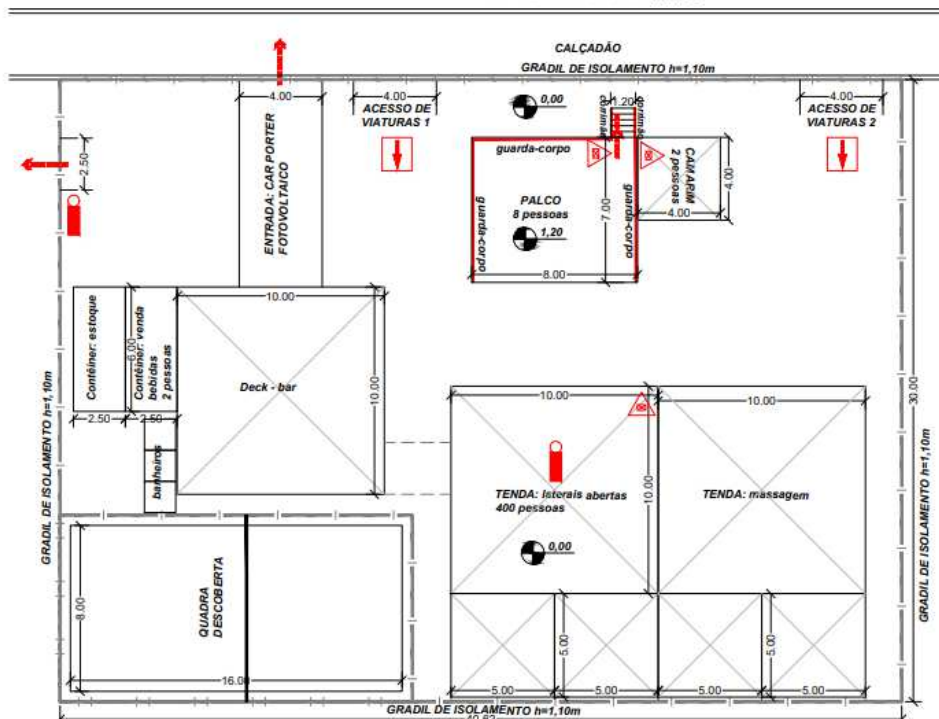 CALÇADÃO
GRADIL DE ISOLAMENTO h=1,10m
4.00
4.00
4.00
ACESSO DE
VIATURAS 1
0,00
1.20
corrimão
corrimão
ACESSO DE
VIATURAS 2
2.50
ENTRADA: CAR PORTER
FOTOVOLTAICO
guarda-corpo
guarda-corpo
guarda-corpo
PALCO
8 pessoas
1,20
7.00
8.00
CAMARIM
2 pessoas
4.00
4.00
10.00
Contêiner: estoque
Contêiner: venda
bebidas
2 pessoas
6.00
Deck - bar
10.00
2.50
2.50
banheiros
10.00
10.00
10.00
TENDA: laterais abertas
400 pessoas
0,00
TENDA: massagem
30.00
GRADIL DE ISOLAMENTO h=1,10m
GRADIL DE ISOLAMENTO h=1,10m
QUADRA
DESCOBERTA
8.00
16.00
5.00
5.00
5.00
5.00
5.00
5.00
GRADIL DE ISOLAMENTO h=1,10m